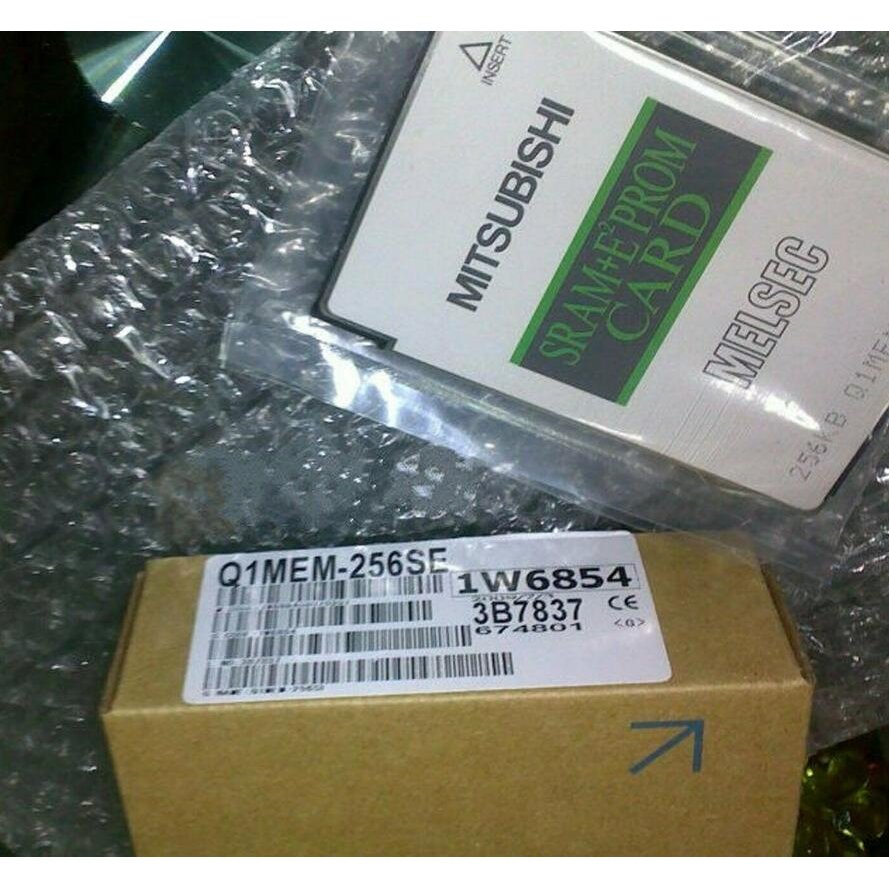 INSERT
MITSUBISHI
SRAM+E²PROM
CARD
MELSEC
256KB Q1ME
Q1MEM-256SE
1W6854
3B7837
CE
674801
<G>